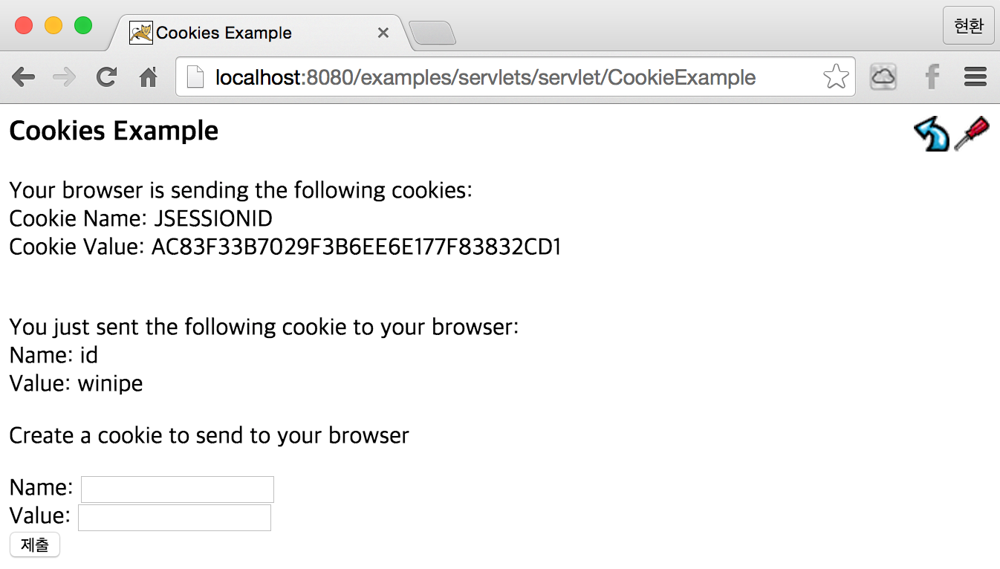 Cookies Example
현환
localhost:8080/examples/servlets/servlet/CookieExample
Cookies Example
Your browser is sending the following cookies:
Cookie Name: JSESSIONID
Cookie Value: AC83F33B7029F3B6EE6E177F83832CD1
You just sent the following cookie to your browser:
Name: id
Value: winipe
Create a cookie to send to your browser
Name:
Value:
제출